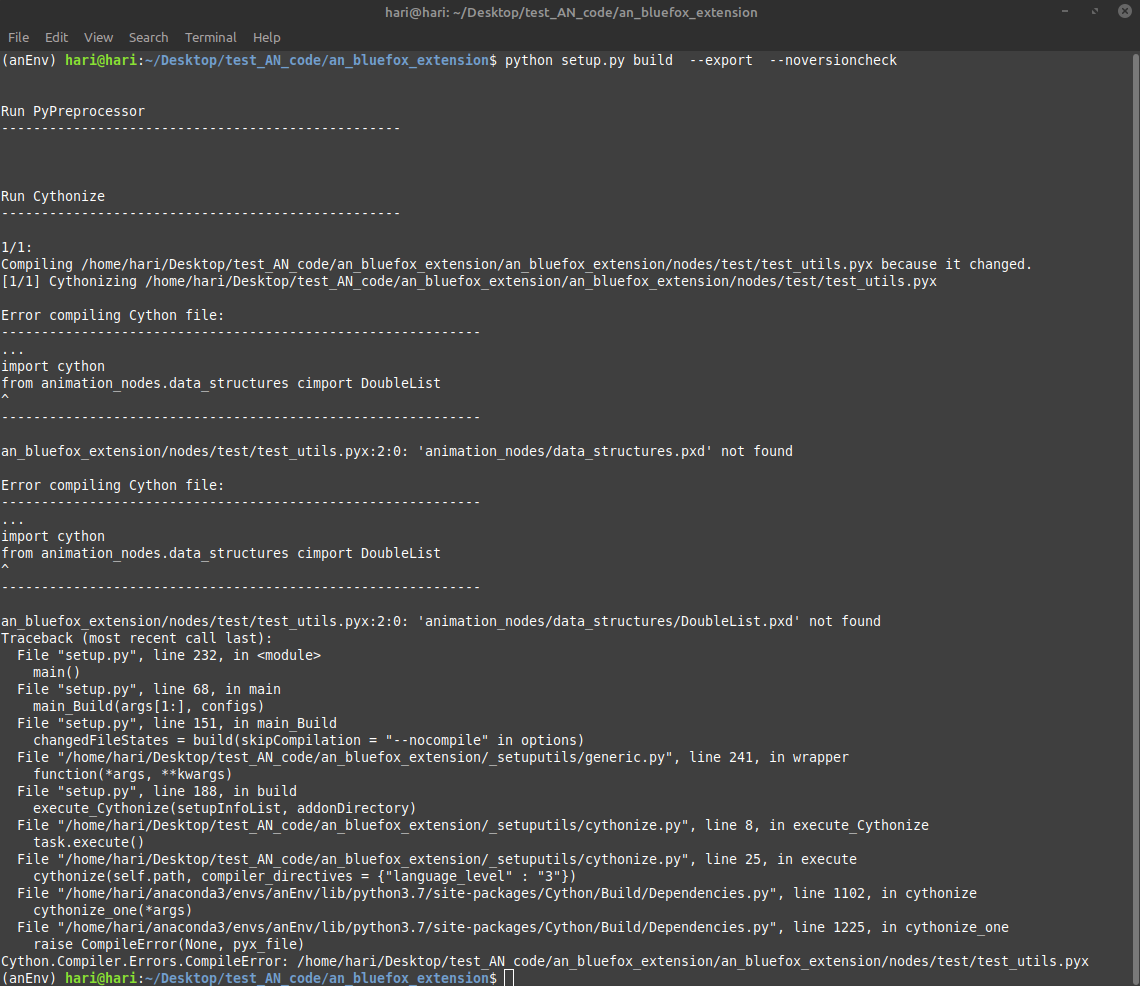 hari@hari: ~/Desktop/test_AN_code/an_bluefox_extension
File Edit View Search Terminal Help
(anEnv) hari@hari:~/Desktop/test_AN_code/an_bluefox_extension$ python setup.py build  --export  --noversioncheck
Run PyPreprocessor
--------------------------------------------------
Run Cythonize
--------------------------------------------------
1/1:
Compiling /home/hari/Desktop/test_AN_code/an_bluefox_extension/an_bluefox_extension/nodes/test/test_utils.pyx because it changed.
[1/1] Cythonizing /home/hari/Desktop/test_AN_code/an_bluefox_extension/an_bluefox_extension/nodes/test/test_utils.pyx
Error compiling Cython file:
------------------------------------------------------------
...
import cython
from animation_nodes.data_structures cimport DoubleList
^
------------------------------------------------------------
an_bluefox_extension/nodes/test/test_utils.pyx:2:0: 'animation_nodes/data_structures.pxd' not found
Error compiling Cython file:
------------------------------------------------------------
...
import cython
from animation_nodes.data_structures cimport DoubleList
^
------------------------------------------------------------
an_bluefox_extension/nodes/test/test_utils.pyx:2:0: 'animation_nodes/data_structures/DoubleList.pxd' not found
Traceback (most recent call last):
  File "setup.py", line 232, in <module>
    main()
  File "setup.py", line 68, in main
    main_Build(args[1:], configs)
  File "setup.py", line 151, in main_Build
    changedFileStates = build(skipCompilation = "--nocompile" in options)
  File "/home/hari/Desktop/test_AN_code/an_bluefox_extension/_setuputils/generic.py", line 241, in wrapper
    function(*args, **kwargs)
  File "setup.py", line 188, in build
    execute_Cythonize(setupInfoList, addonDirectory)
  File "/home/hari/Desktop/test_AN_code/an_bluefox_extension/_setuputils/cythonize.py", line 8, in execute_Cythonize
    task.execute()
  File "/home/hari/Desktop/test_AN_code/an_bluefox_extension/_setuputils/cythonize.py", line 25, in execute
    cythonize(self.path, compiler_directives = {"language_level" : "3"})
  File "/home/hari/anaconda3/envs/anEnv/lib/python3.7/site-packages/Cython/Build/Dependencies.py", line 1102, in cythonize
    cythonize_one(*args)
  File "/home/hari/anaconda3/envs/anEnv/lib/python3.7/site-packages/Cython/Build/Dependencies.py", line 1225, in cythonize_one
    raise CompileError(None, pyx_file)
Cython.Compiler.Errors.CompileError: /home/hari/Desktop/test_AN_code/an_bluefox_extension/an_bluefox_extension/nodes/test/test_utils.pyx
(anEnv) hari@hari:~/Desktop/test_AN_code/an_bluefox_extension$